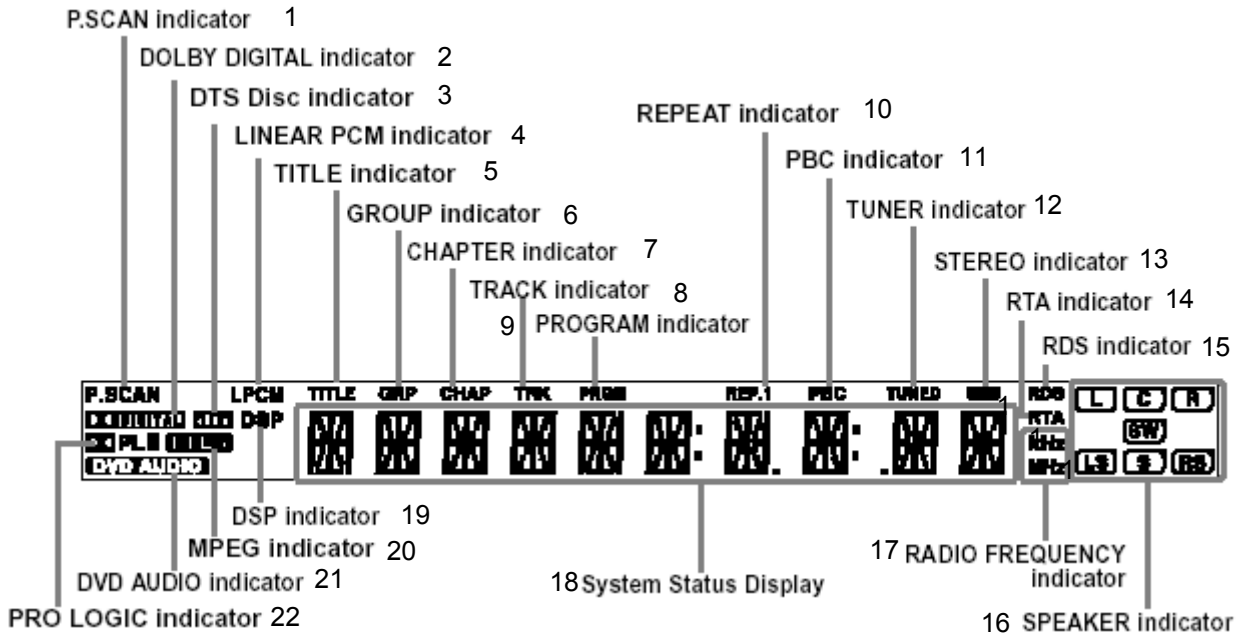 P.SCAN indicator 1
DOLBY DIGITAL indicator 2
DTS Disc indicator 3
LINEAR PCM indicator 4
TITLE indicator 5
GROUP indicator 6
CHAPTER indicator 7
TRACK indicator 8
9 PROGRAM indicator
REPEAT indicator 10
PBC indicator 11
TUNER indicator 12
STEREO indicator 13
RTA indicator 14
RDS indicator 15
P.SCAN LPCM TITLE GRP CHAP TRK PRGM REP.1 PBC TUNED RDS
DSP RTA
PL II KHz
DVD AUDIO MHz
L C R
SW
LS S RS
DSP indicator 19
MPEG indicator 20
DVD AUDIO indicator 21
PRO LOGIC indicator 22
18 System Status Display
17 RADIO FREQUENCY
indicator
16 SPEAKER indicator